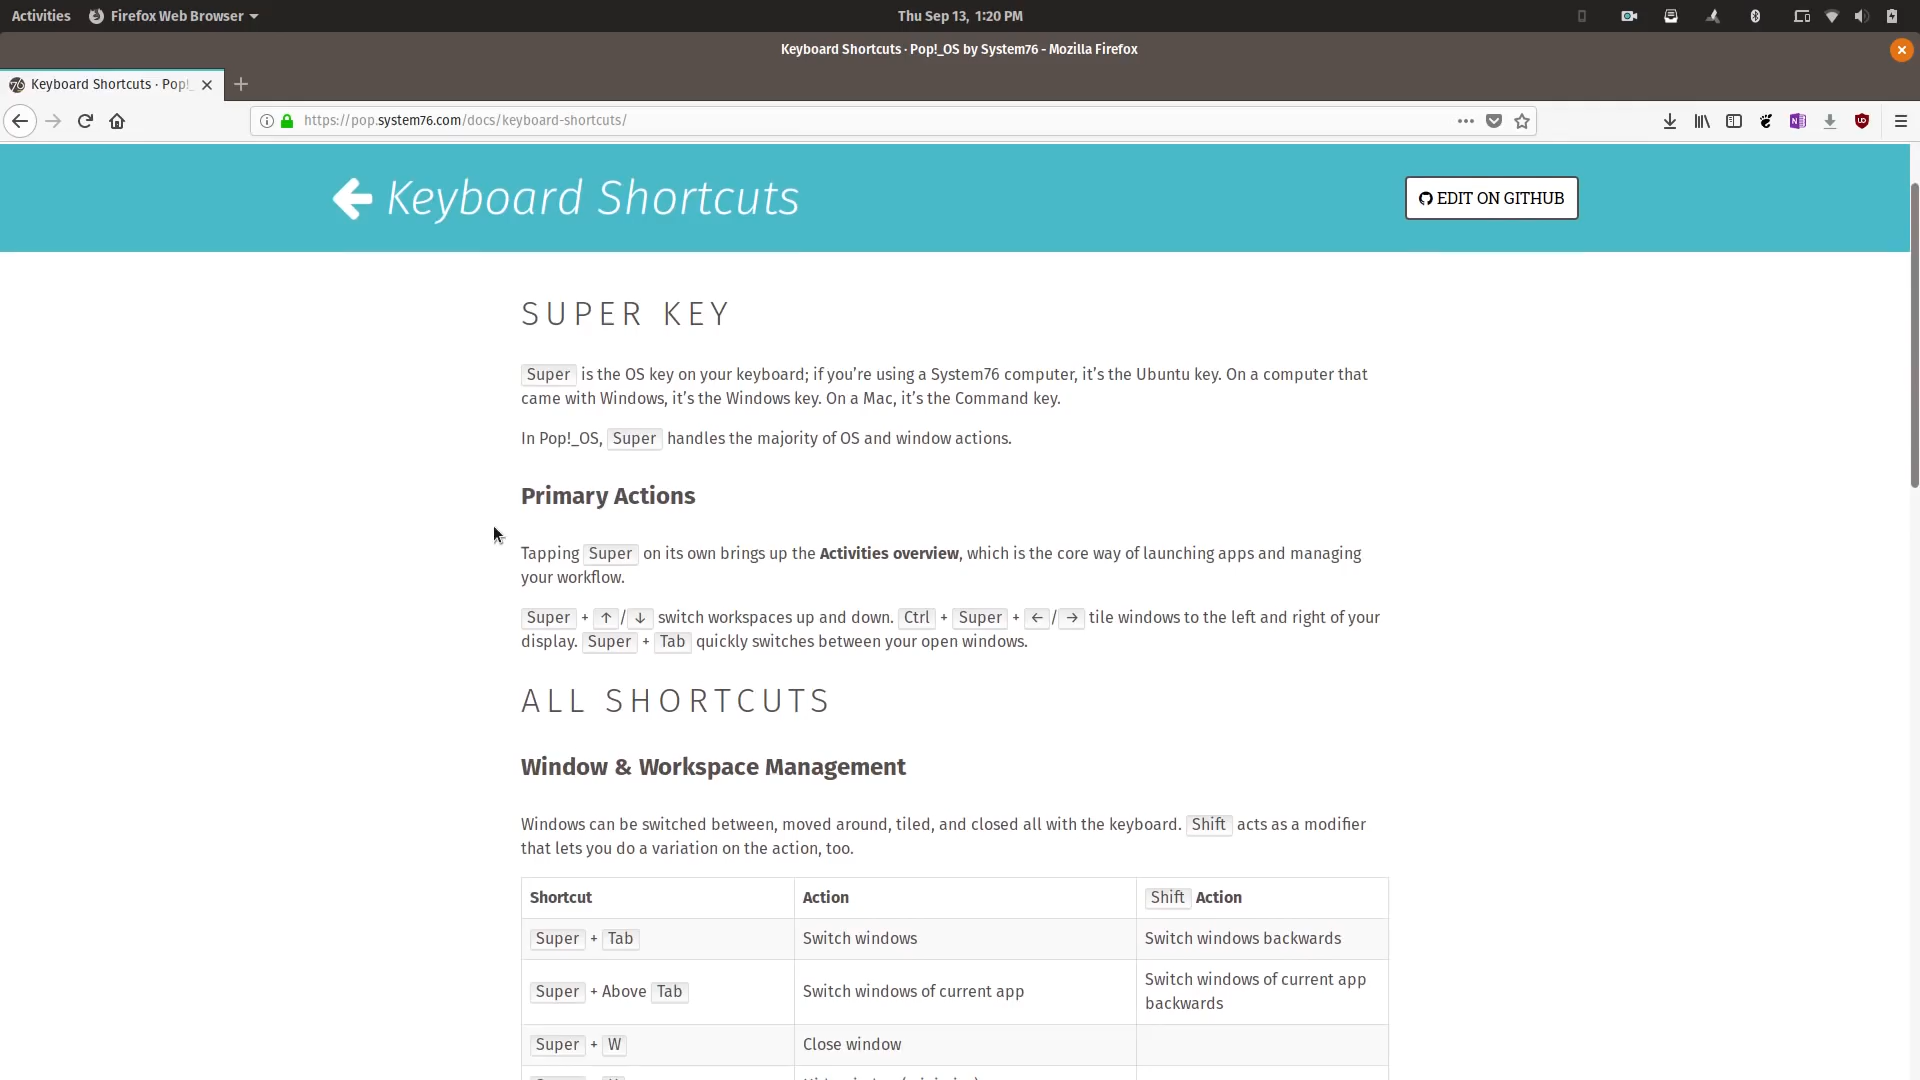 Activities Firefox Web Browser Thu Sep 13, 1:20 PM
Keyboard Shortcuts · Pop!_OS by System76 - Mozilla Firefox
Keyboard Shortcuts · Pop!_
https://pop.system76.com/docs/keyboard-shortcuts/
Keyboard Shortcuts EDIT ON GITHUB
SUPER KEY
Super is the OS key on your keyboard; if you’re using a System76 computer, it’s the Ubuntu key. On a computer that
came with Windows, it’s the Windows key. On a Mac, it’s the Command key.
In Pop!_OS, Super handles the majority of OS and window actions.
Primary Actions
Tapping Super on its own brings up the Activities overview, which is the core way of launching apps and managing
your workflow.
Super + ↑ / ↓ switch workspaces up and down. Ctrl + Super + ← / → tile windows to the left and right of your
display. Super + Tab quickly switches between your open windows.
ALL SHORTCUTS
Window & Workspace Management
Windows can be switched between, moved around, tiled, and closed all with the keyboard. Shift acts as a modifier
that lets you do a variation on the action, too.
Shortcut Action Shift Action
Super + Tab Switch windows Switch windows backwards
Super + Above Tab Switch windows of current app Switch windows of current app
backwards
Super + W Close window